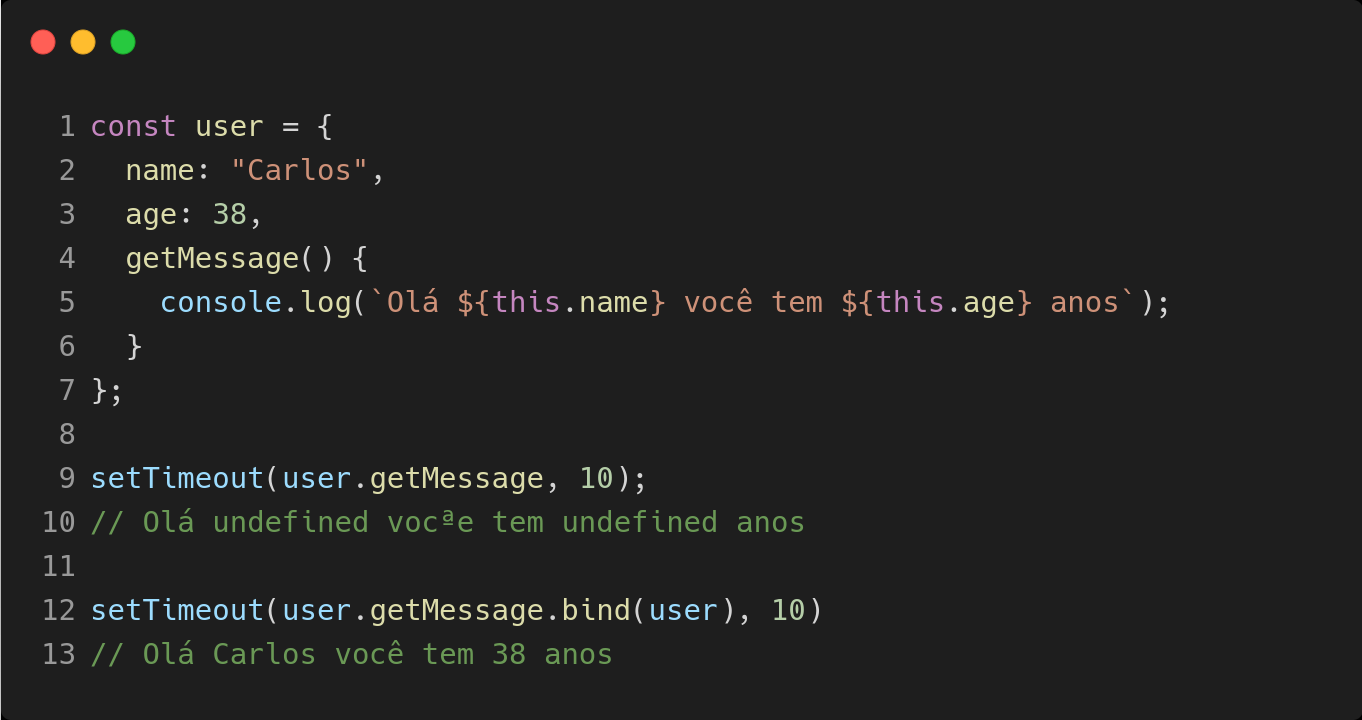 1 const user = {
2   name: "Carlos",
3   age: 38,
4   getMessage() {
5     console.log(`Olá ${this.name} você tem ${this.age} anos`);
6   }
7 };
8
9 setTimeout(user.getMessage, 10);
10 // Olá undefined vocªe tem undefined anos
11
12 setTimeout(user.getMessage.bind(user), 10)
13 // Olá Carlos você tem 38 anos